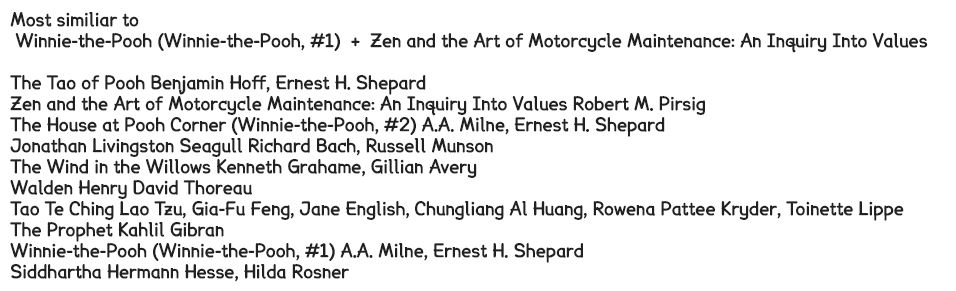 Most similiar to
Winnie-the-Pooh (Winnie-the-Pooh, #1) + Zen and the Art of Motorcycle Maintenance: An Inquiry Into Values
The Tao of Pooh Benjamin Hoff, Ernest H. Shepard
Zen and the Art of Motorcycle Maintenance: An Inquiry Into Values Robert M. Pirsig
The House at Pooh Corner (Winnie-the-Pooh, #2) A.A. Milne, Ernest H. Shepard
Jonathan Livingston Seagull Richard Bach, Russell Munson
The Wind in the Willows Kenneth Grahame, Gillian Avery
Walden Henry David Thoreau
Tao Te Ching Lao Tzu, Gia-Fu Feng, Jane English, Chungliang Al Huang, Rowena Pattee Kryder, Toinette Lippe
The Prophet Kahlil Gibran
Winnie-the-Pooh (Winnie-the-Pooh, #1) A.A. Milne, Ernest H. Shepard
Siddhartha Hermann Hesse, Hilda Rosner